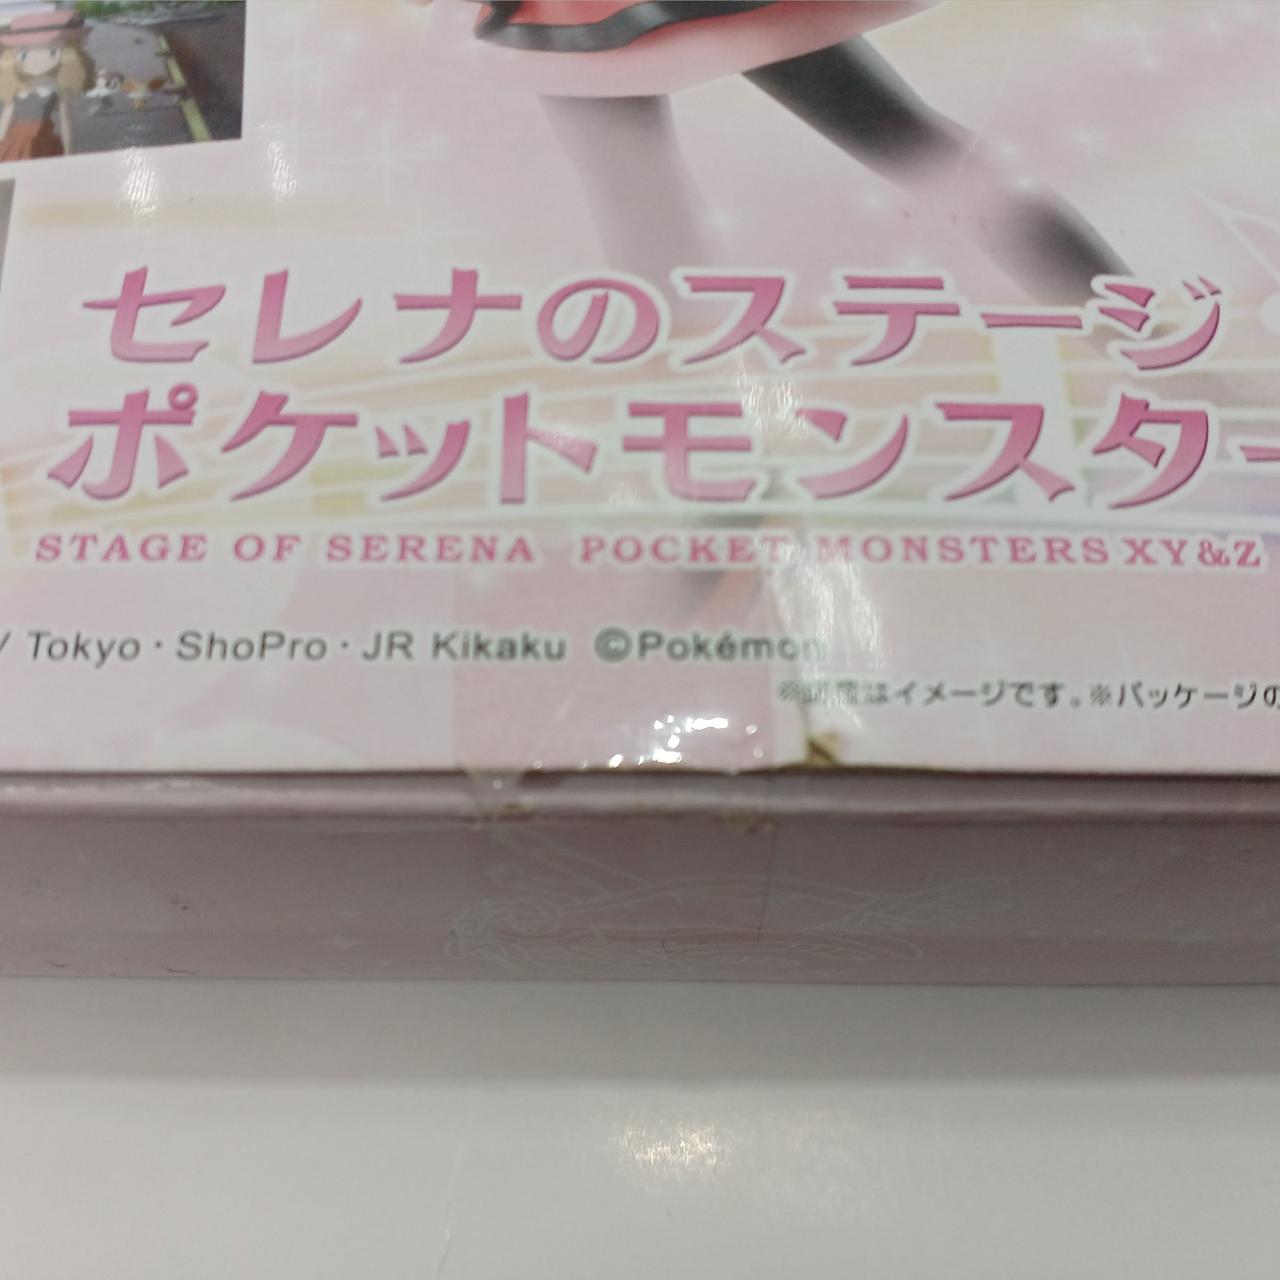 セレナのステージ
ポケットモンスター
STAGE OF SERENA POCKET MONSTERS XY&Z
/ Tokyo・ShoPro・JR Kikaku ©Pokémon
※画像はイメージです。※パッケージの